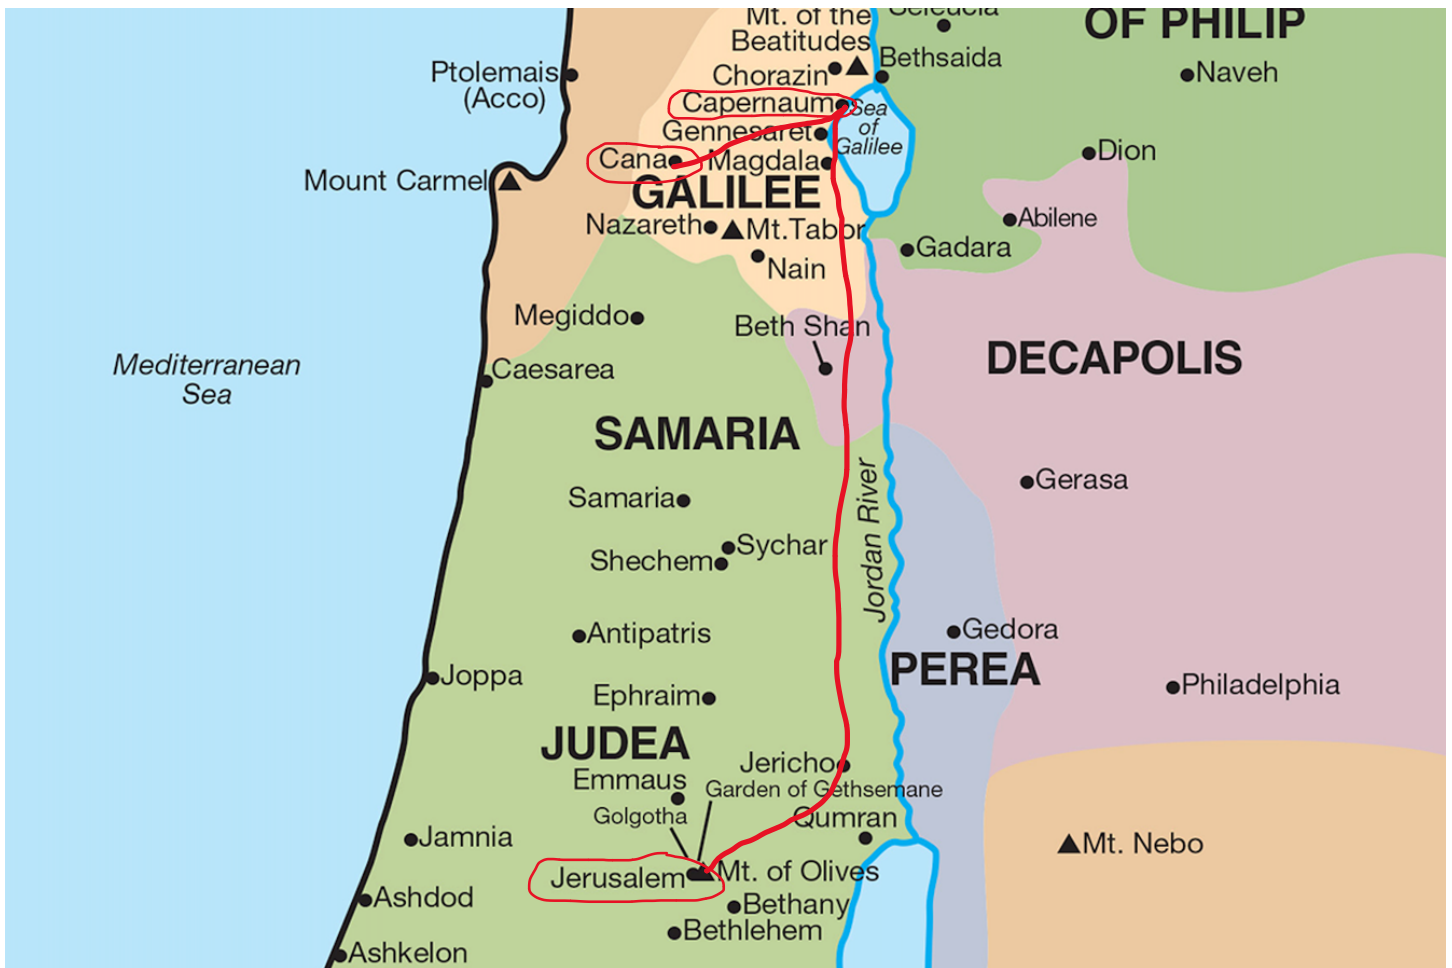 Mt. of the
Beatitudes
Seleucia
OF PHILIP
Ptolemais
(Acco)
Chorazin
Bethsaida
Naveh
Capernaum
Sea
of
Galilee
Gennesaret
Cana
Magdala
Dion
Mount Carmel
GALILEE
Nazareth
Mt.Tabor
Abilene
Gadara
Nain
Megiddo
Beth Shan
Mediterranean
Sea
Caesarea
DECAPOLIS
SAMARIA
Samaria
Gerasa
Jordan River
Sychar
Shechem
Antipatris
Gedora
PEREA
Joppa
Ephraim
Philadelphia
JUDEA
Jericho
Emmaus
Garden of Gethsemane
Golgotha
Qumran
Jamnia
Mt. Nebo
Jerusalem
Mt. of Olives
Ashdod
Bethany
Bethlehem
Ashkelon